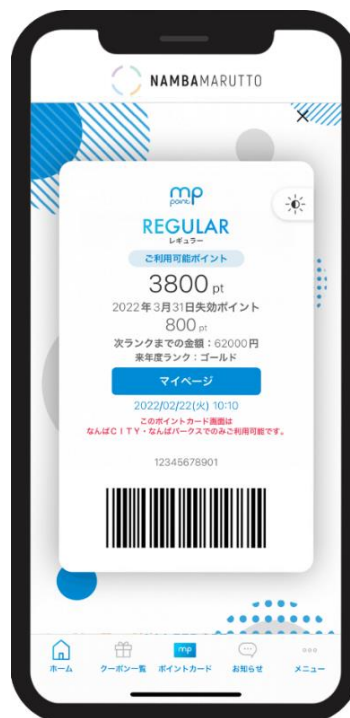 NAMBAMARUTTO
mp
point
REGULAR
レギュラー
ご利用可能ポイント
3800 pt
2022年3月31日失効ポイント
800 pt
次ランクまでの金額：62000円
来年度ランク：ゴールド
マイページ
2022/02/22(火) 10:10
このポイントカード画面は
なんばCITY・なんばパークスでのみご利用可能です。
12345678901
ホーム クーポン一覧 mp ポイントカード お知らせ メニュー